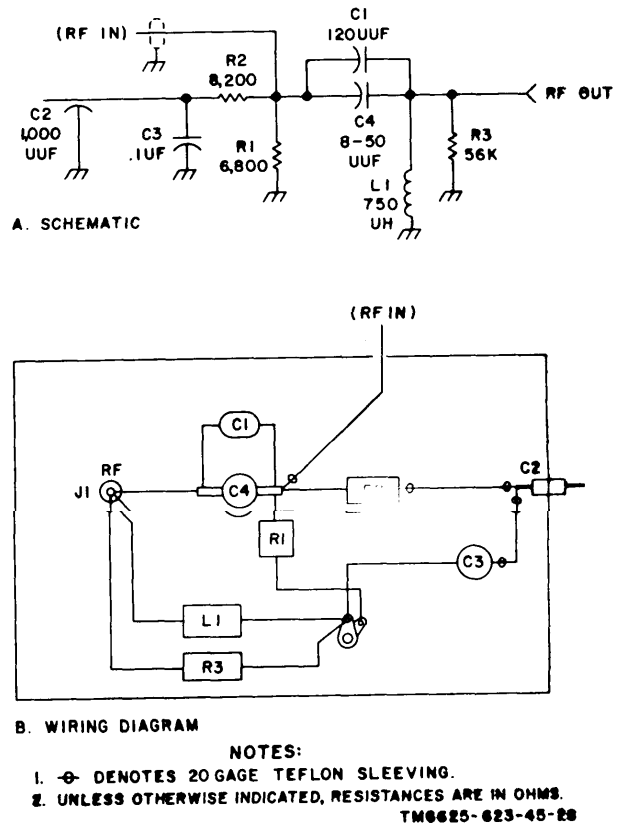 (RF IN)
C1
120UUF
R2
8,200
RF OUT
C2
1,000
UUF
C3
.1UF
R1
6,800
C4
8-50
UUF
R3
56K
L1
750
UH
A. SCHEMATIC
(RF IN)
C1
RF
J1
C4
C2
R1
C3
L1
R3
B. WIRING DIAGRAM
NOTES:
1. DENOTES 20 GAGE TEFLON SLEEVING.
2. UNLESS OTHERWISE INDICATED, RESISTANCES ARE IN OHMS.
TM6625-623-45-28